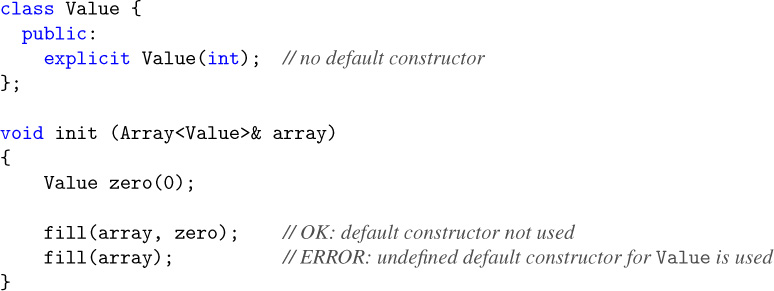 class Value {
  public:
    explicit Value(int);  // no default constructor
};

void init (Array<Value>& array)
{
    Value zero(0);

    fill(array, zero);    // OK: default constructor not used
    fill(array);          // ERROR: undefined default constructor for Value is used
}